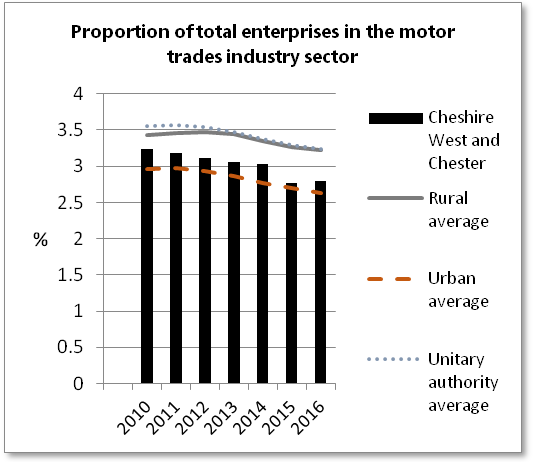 Proportion of total enterprises in the motor
trades industry sector
4
3.5
3
2.5
2
1.5
1
0.5
0
%
2010
2011
2012
2013
2014
2015
2016
Cheshire
West and
Chester
Rural
average
Urban
average
Unitary
authority
average